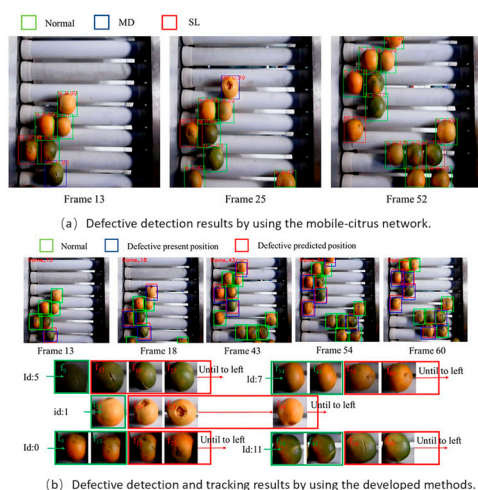 Normal MD SL
Frame 13 Frame 25 Frame 52
(a) Defective detection results by using the mobile-citrus network.
Normal Defective present position Defective predicted position
Frame 13 Frame 18 Frame 43 Frame 54 Frame 60
Id:5 Until to left Id:7 Until to left
id:1 Until to left
Id:0 Until to left Id:11 Until to left
(b) Defective detection and tracking results by using the developed methods.